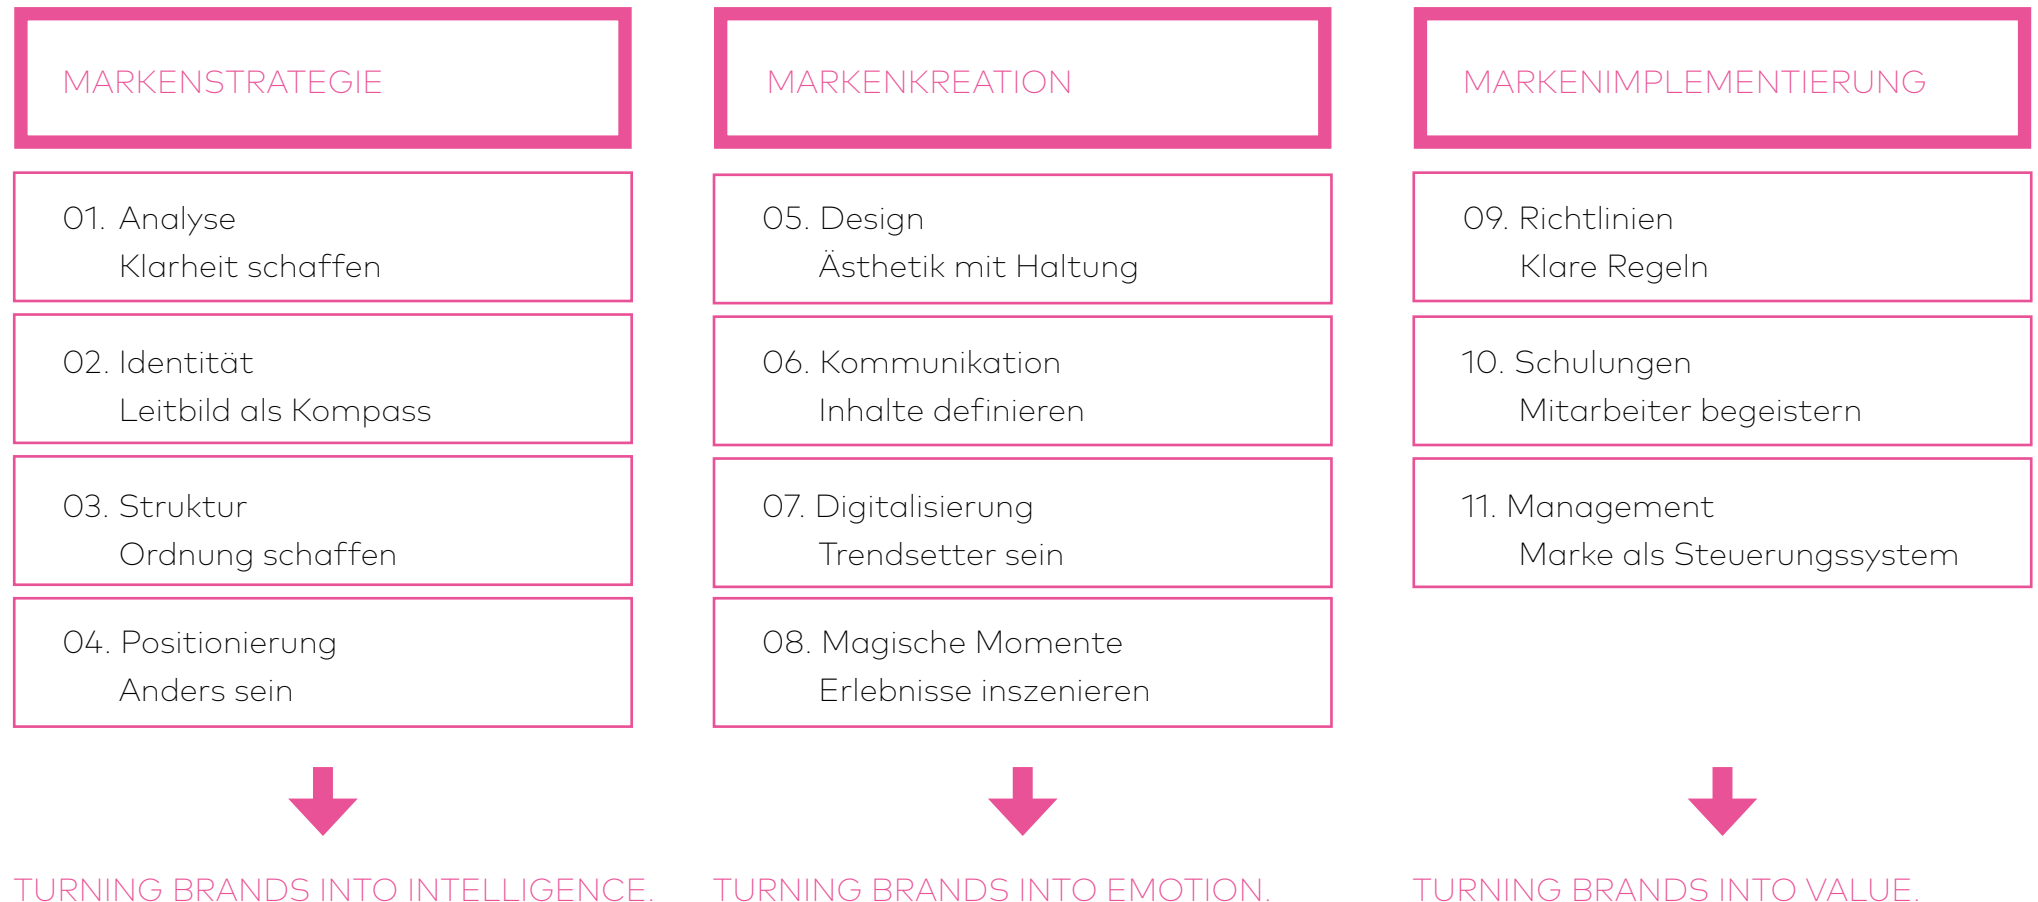 MARKENSTRATEGIE
01. Analyse
Klarheit schaffen
02. Identität
Leitbild als Kompass
03. Struktur
Ordnung schaffen
04. Positionierung
Anders sein
TURNING BRANDS INTO INTELLIGENCE.
MARKENKREATION
05. Design
Ästhetik mit Haltung
06. Kommunikation
Inhalte definieren
07. Digitalisierung
Trendsetter sein
08. Magische Momente
Erlebnisse inszenieren
TURNING BRANDS INTO EMOTION.
MARKENIMPLEMENTIERUNG
09. Richtlinien
Klare Regeln
10. Schulungen
Mitarbeiter begeistern
11. Management
Marke als Steuerungssystem
TURNING BRANDS INTO VALUE.